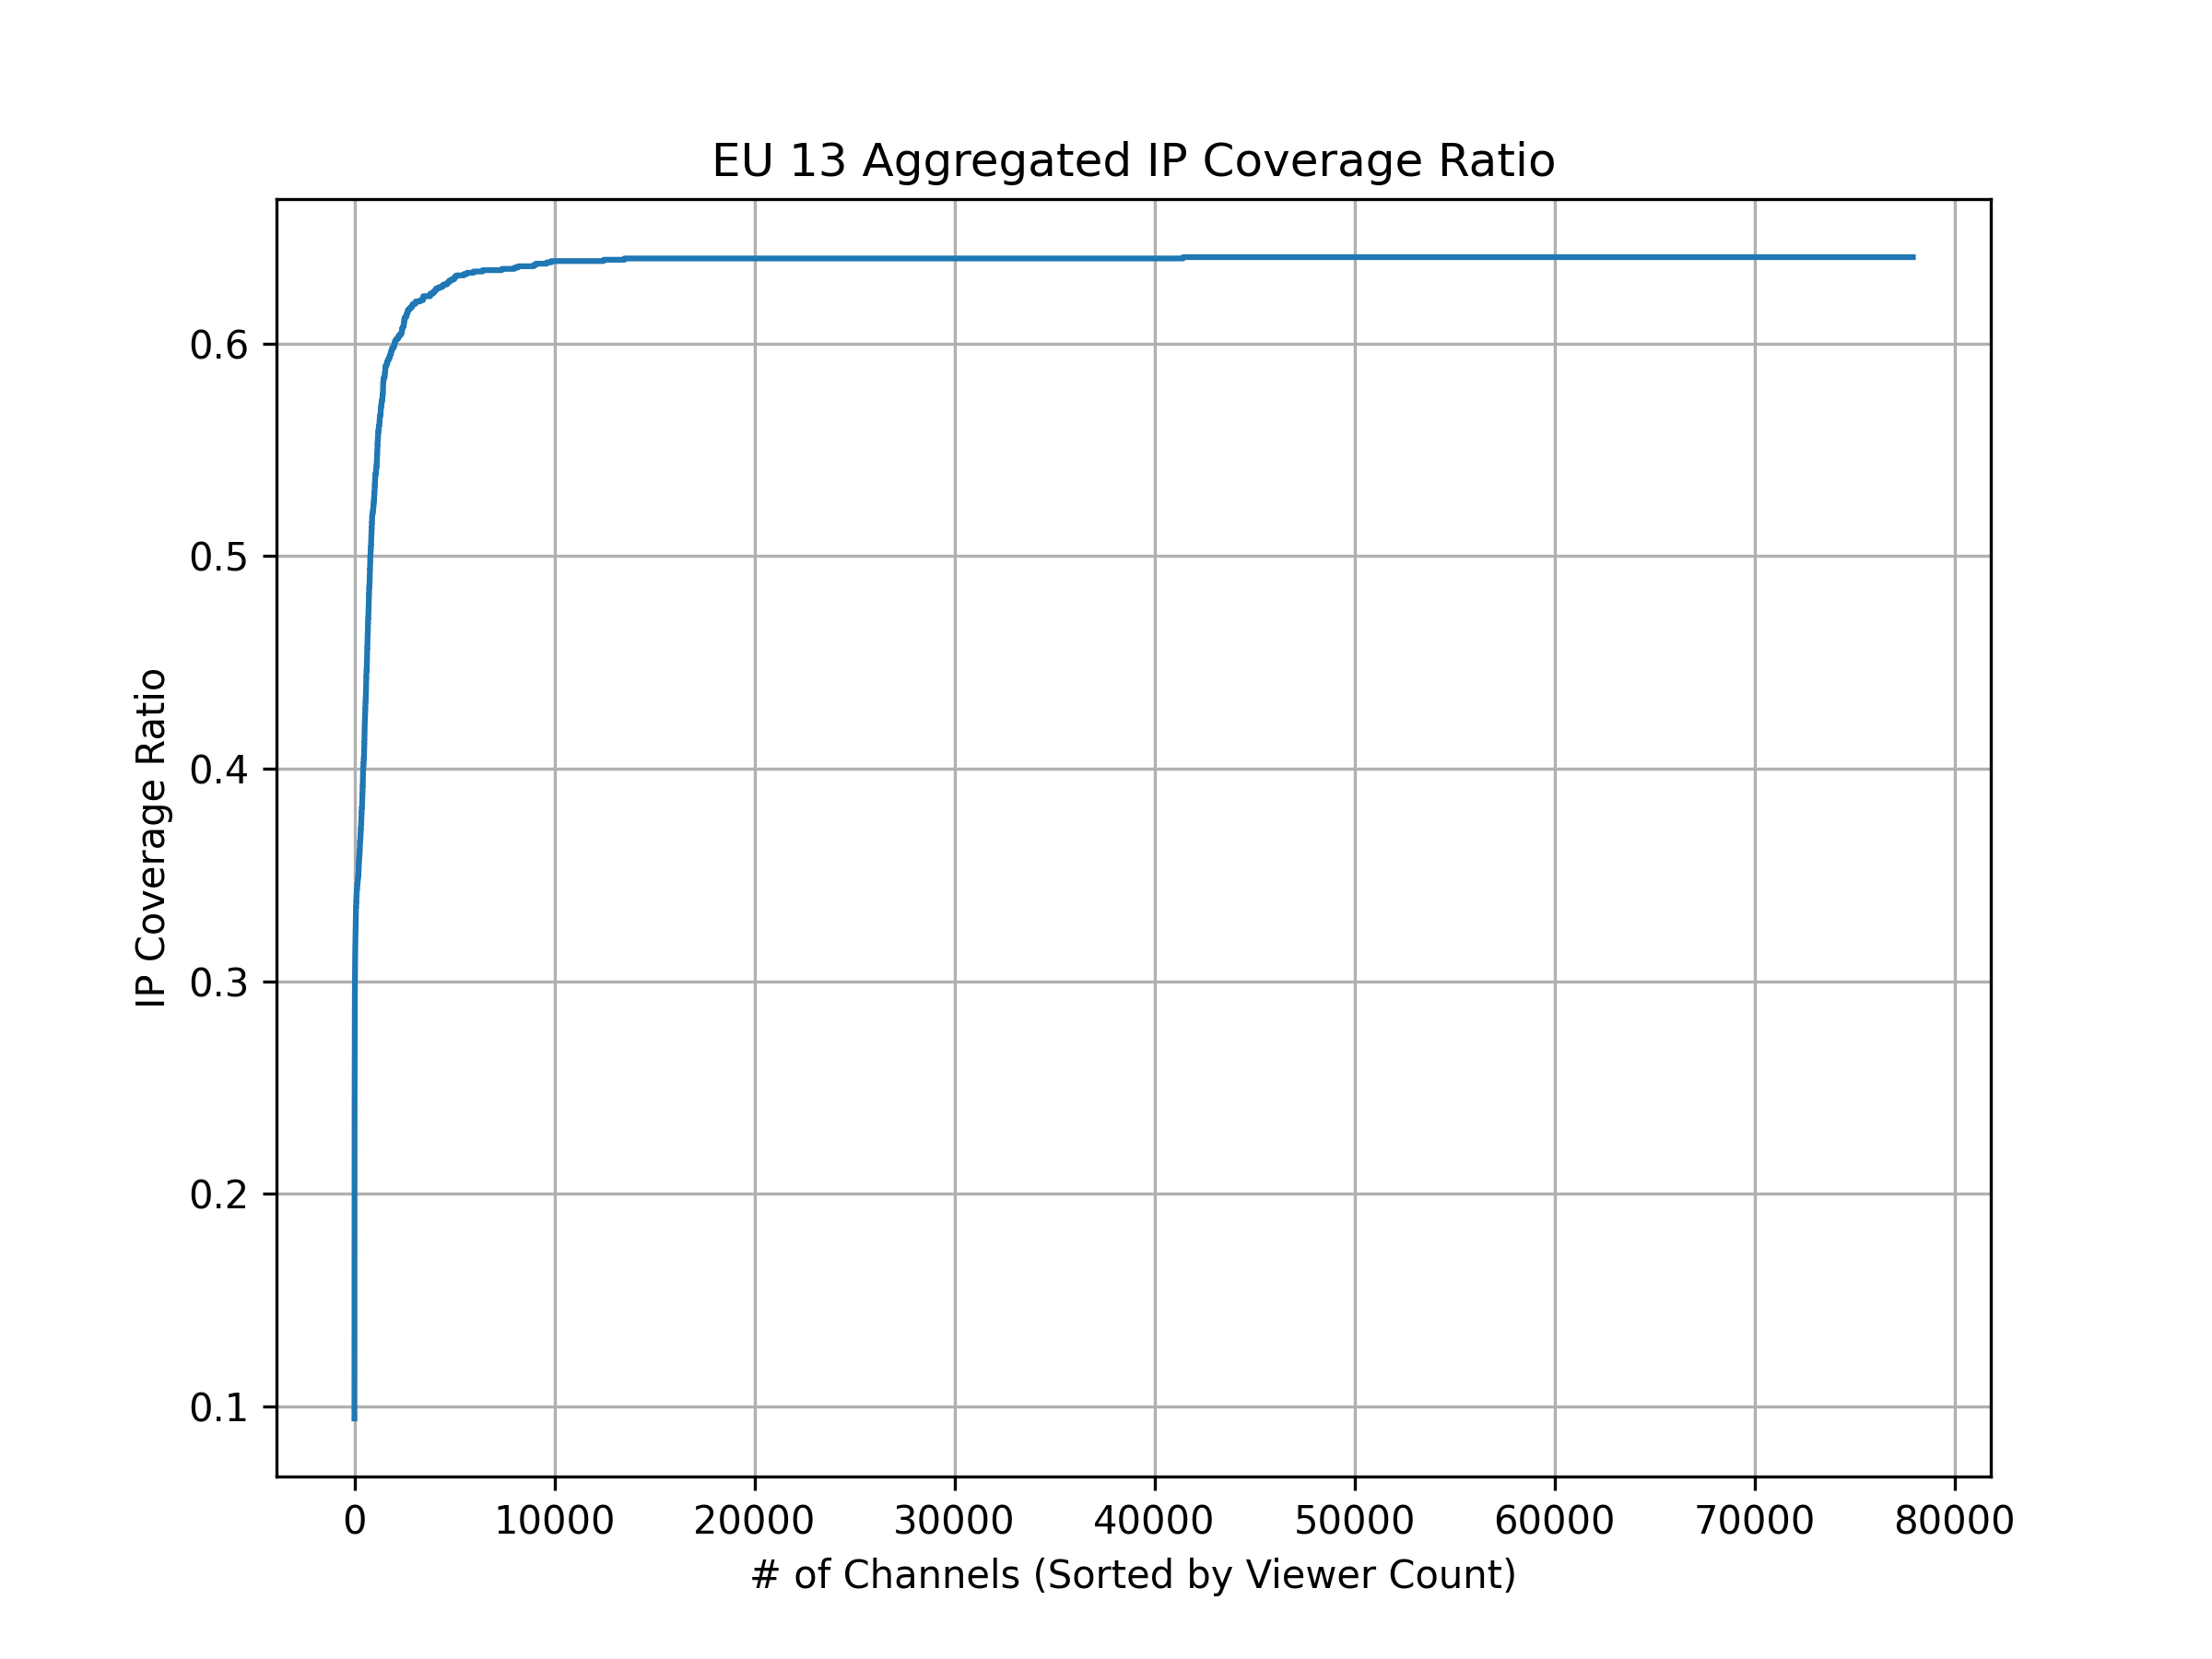 EU 13 Aggregated IP Coverage Ratio
IP Coverage Ratio
0.6
0.5
0.4
0.3
0.2
0.1
0 10000 20000 30000 40000 50000 60000 70000 80000
# of Channels (Sorted by Viewer Count)